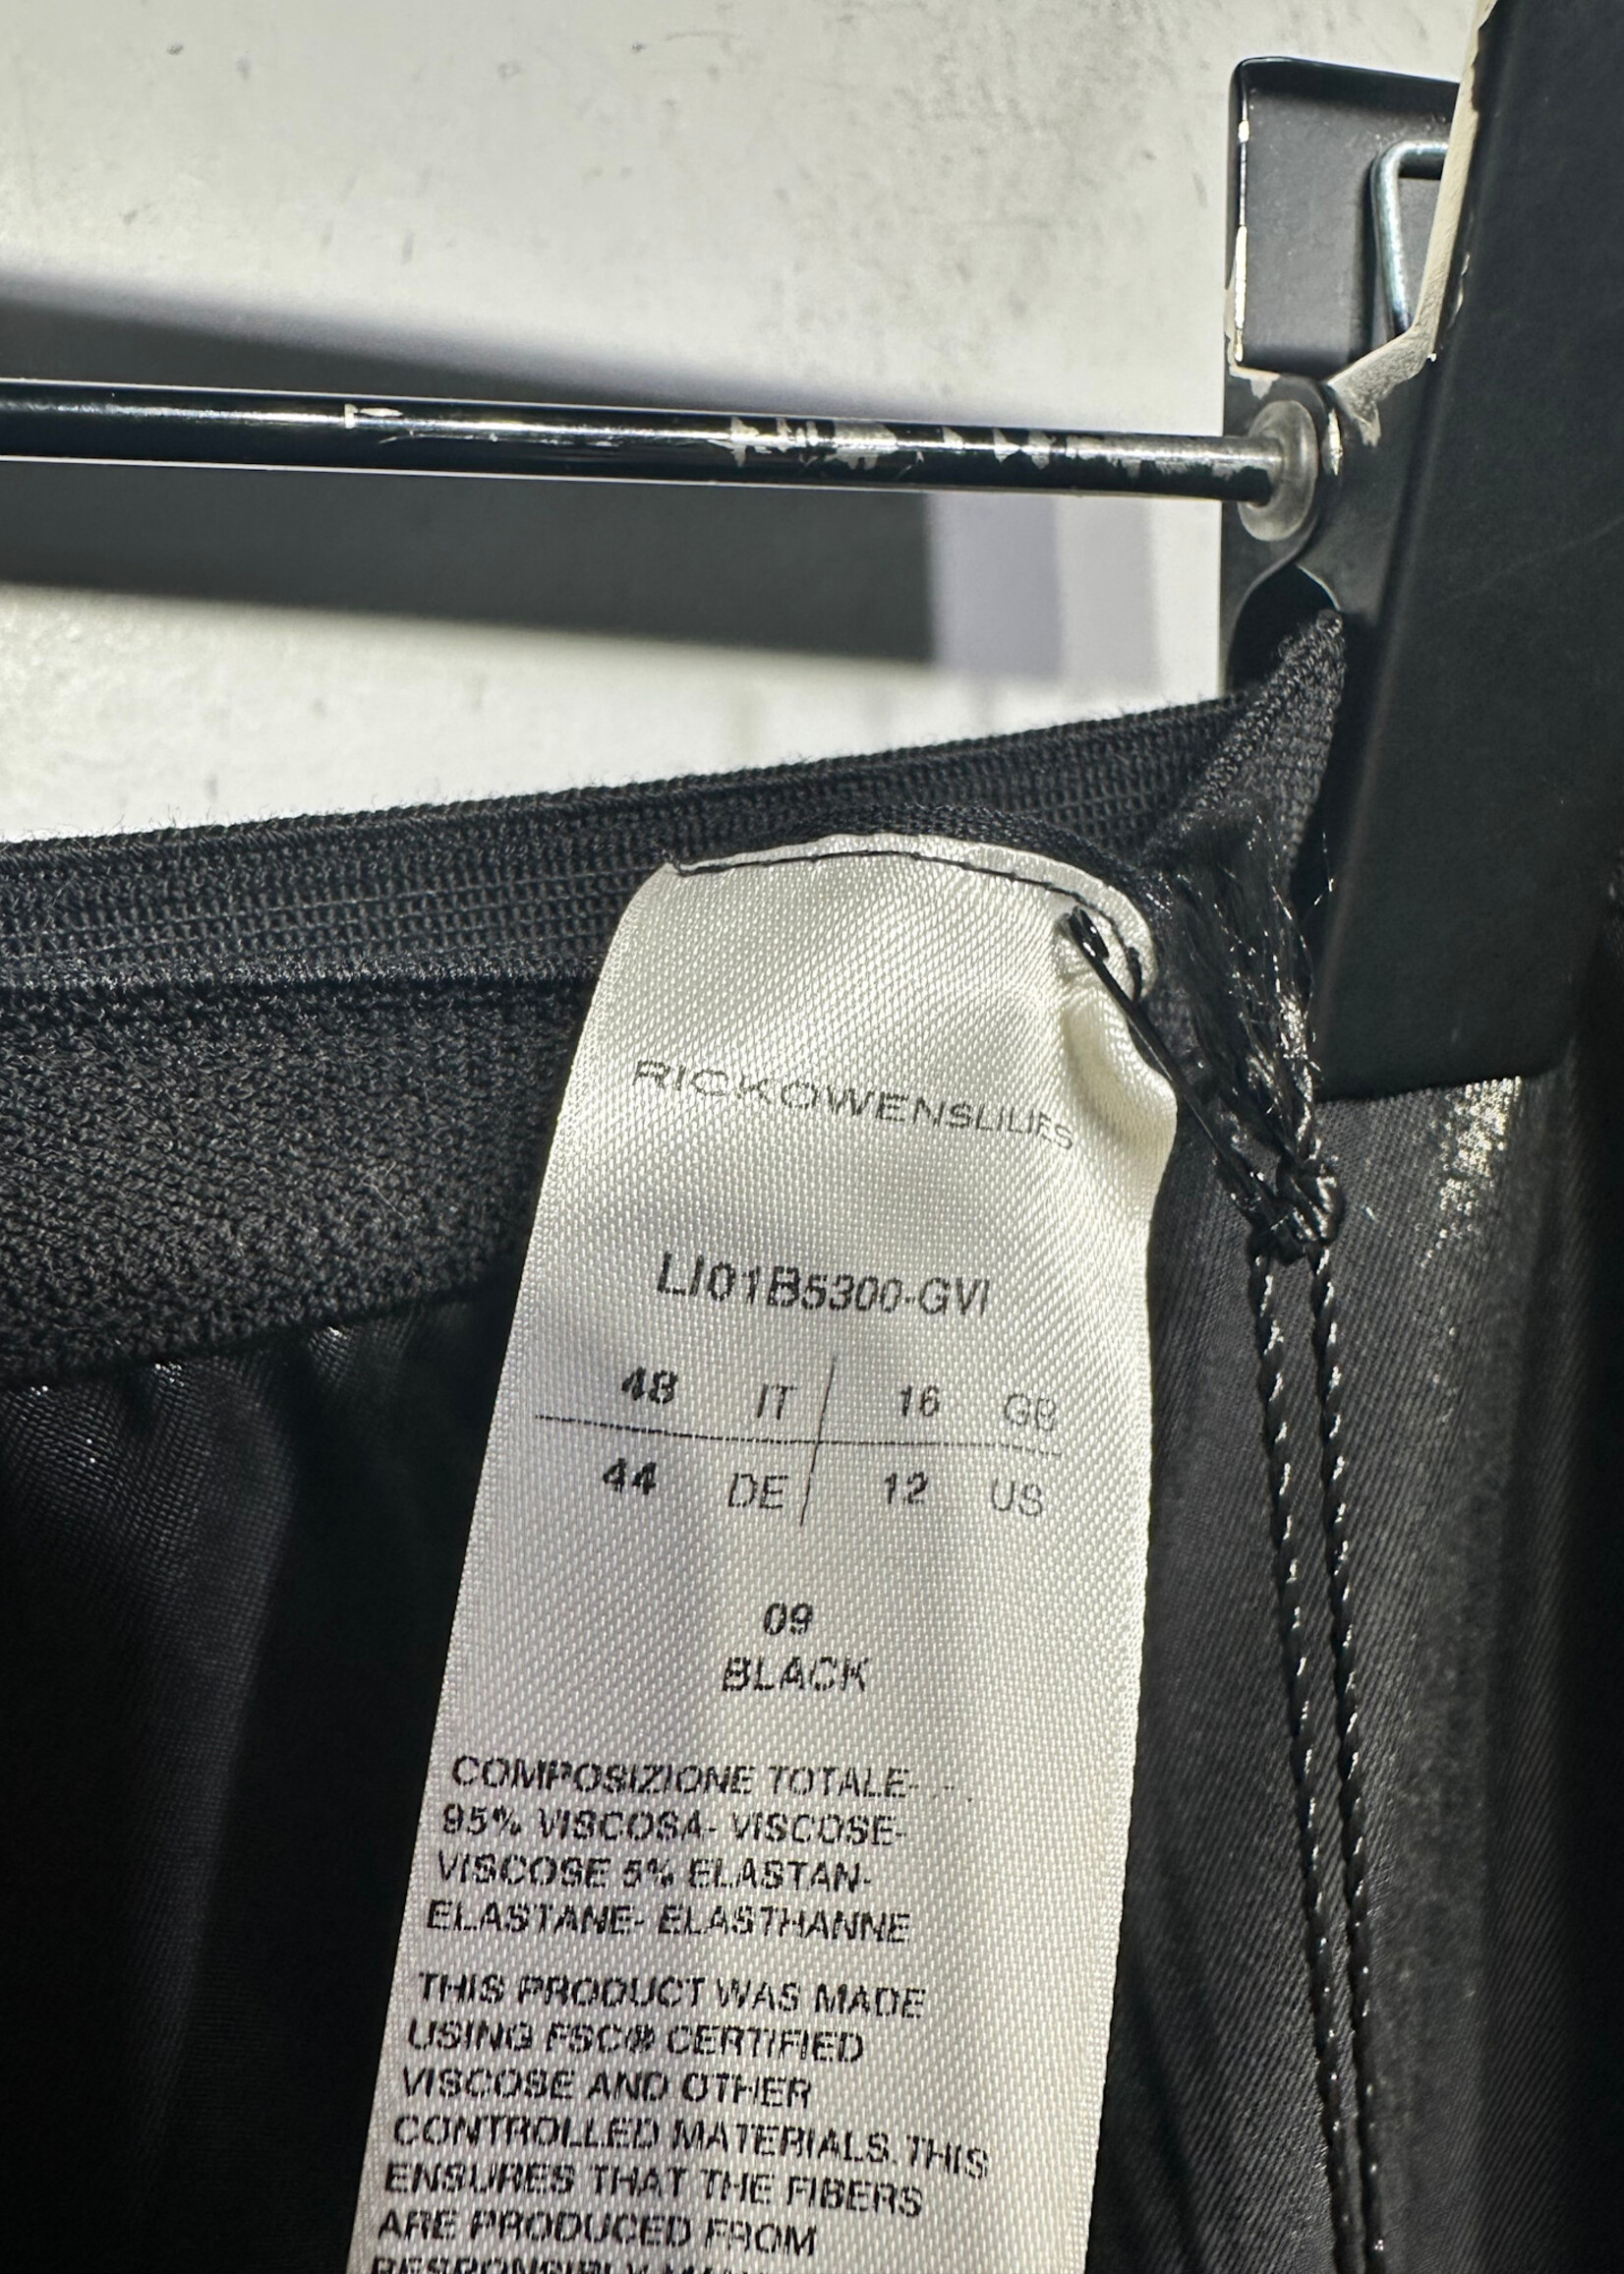 RICKOWENSLILIES
LI01B5300-GVI
48 IT 16 GB
44 DE 12 US
09
BLACK
COMPOSIZIONE TOTALE-
95% VISCOSA- VISCOSE-
VISCOSE 5% ELASTAN-
ELASTANE- ELASTHANNE
THIS PRODUCT WAS MADE
USING FSC® CERTIFIED
VISCOSE AND OTHER
CONTROLLED MATERIALS. THIS
ENSURES THAT THE FIBERS
ARE PRODUCED FROM
RESPONSIBLY